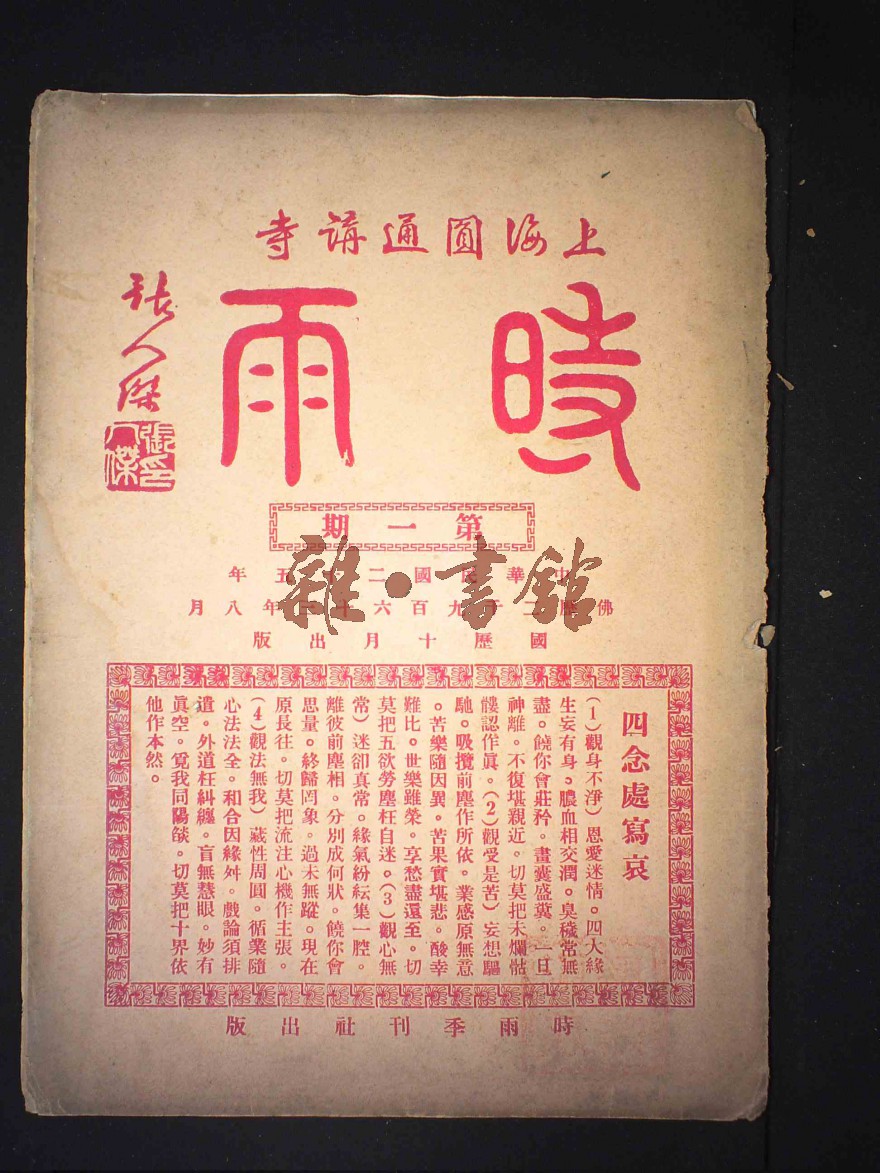 上海圓通講寺
時雨
張人傑
張人傑印
第一期
中華民國二十五年
佛歷二千九百六十三年八月
國歷十月出版
雜·書館
四念處寫哀
(1)觀身不淨)恩愛迷情。四大緣
生妄有身。膿血相交潤。臭穢常無
盡。饒你會莊矜。畫囊盛糞。一旦
神離。不復堪親近。切莫把未爛骷
髏認作眞。(2)觀受是苦)妄想驅
馳。吸攬前塵作所依。業感原無意
。苦樂隨因異。苦果實堪悲。酸幸
難比。世樂雖榮。享愁盡還至。切
莫把五欲勞塵枉自迷。(3)觀心無
常)迷卻真常。緣氣紛紜集一腔。
離彼前塵相。分別成何狀。饒你會
思量。終歸罔象。過未無蹤。現在
原長往。切莫把流注心機作主張。
(4)觀法無我)藏性周圓。循業隨
心法法全。和合因緣舛。戲論須排
遣。外道枉糾纏。盲無慧眼。妙有
眞空。覓我同陽燄。切莫把十界依
他作本然。
時雨季刊社出版